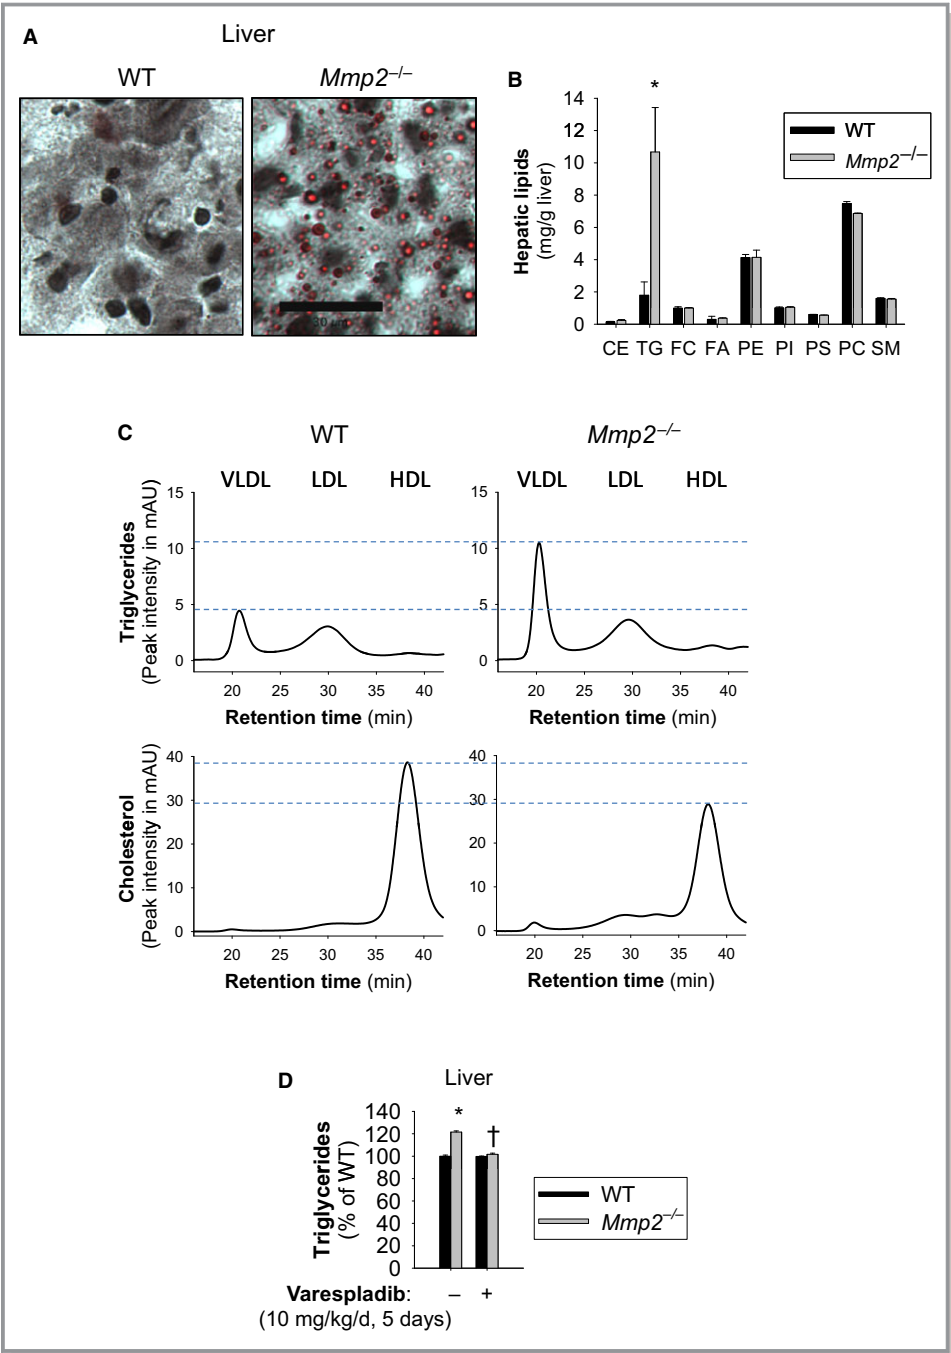 A
Liver
WT
Mmp2–/–
30 µm
B
*
Hepatic lipids
(mg/g liver)
14
12
10
8
6
4
2
0
CE TG FC FA PE PI PS PC SM
WT
Mmp2–/–
C
WT
Mmp2–/–
VLDL LDL HDL
VLDL LDL HDL
Triglycerides
(Peak intensity in mAU)
15
10
5
0
20 25 30 35 40
Retention time (min)
15
10
5
0
20 25 30 35 40
Retention time (min)
Cholesterol
(Peak intensity in mAU)
40
30
20
10
0
20 25 30 35 40
Retention time (min)
40
30
20
10
0
20 25 30 35 40
Retention time (min)
D
Liver
Triglycerides
(% of WT)
140
120
100
80
60
40
20
0
* †
WT
Mmp2–/–
Varespladib: – +
(10 mg/kg/d, 5 days)